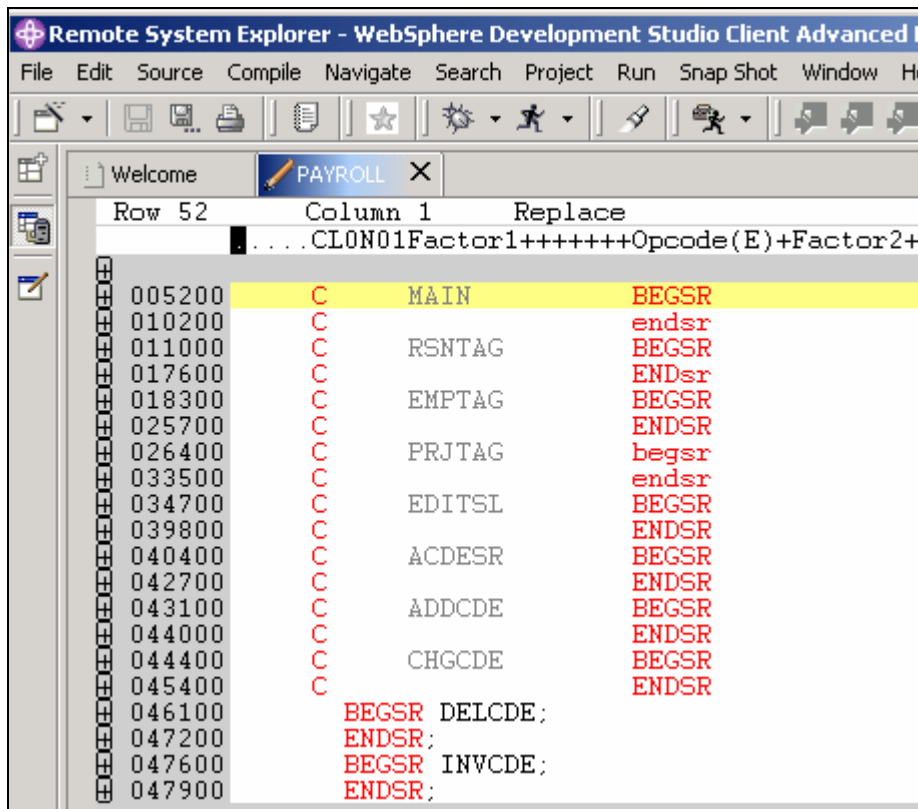 Remote System Explorer - WebSphere Development Studio Client Advanced
File Edit Source Compile Navigate Search Project Run Snap Shot Window
Welcome PAYROLL
Row 52 Column 1 Replace
.....CL0N01Factor1+++++++Opcode(E)+Factor2+
005200 C MAIN BEGSR
010200 C endsr
011000 C RSNTAG BEGSR
017600 C ENDsr
018300 C EMPTAG BEGSR
025700 C ENDSR
026400 C PRJTAG begsr
033500 C endsr
034700 C EDITSL BEGSR
039800 C ENDSR
040400 C ACDESR BEGSR
042700 C ENDSR
043100 C ADDCDE BEGSR
044000 C ENDSR
044400 C CHGCDE BEGSR
045400 C ENDSR
046100 BEGSR DELCDE;
047200 ENDSR;
047600 BEGSR INVCDE;
047900 ENDSR;